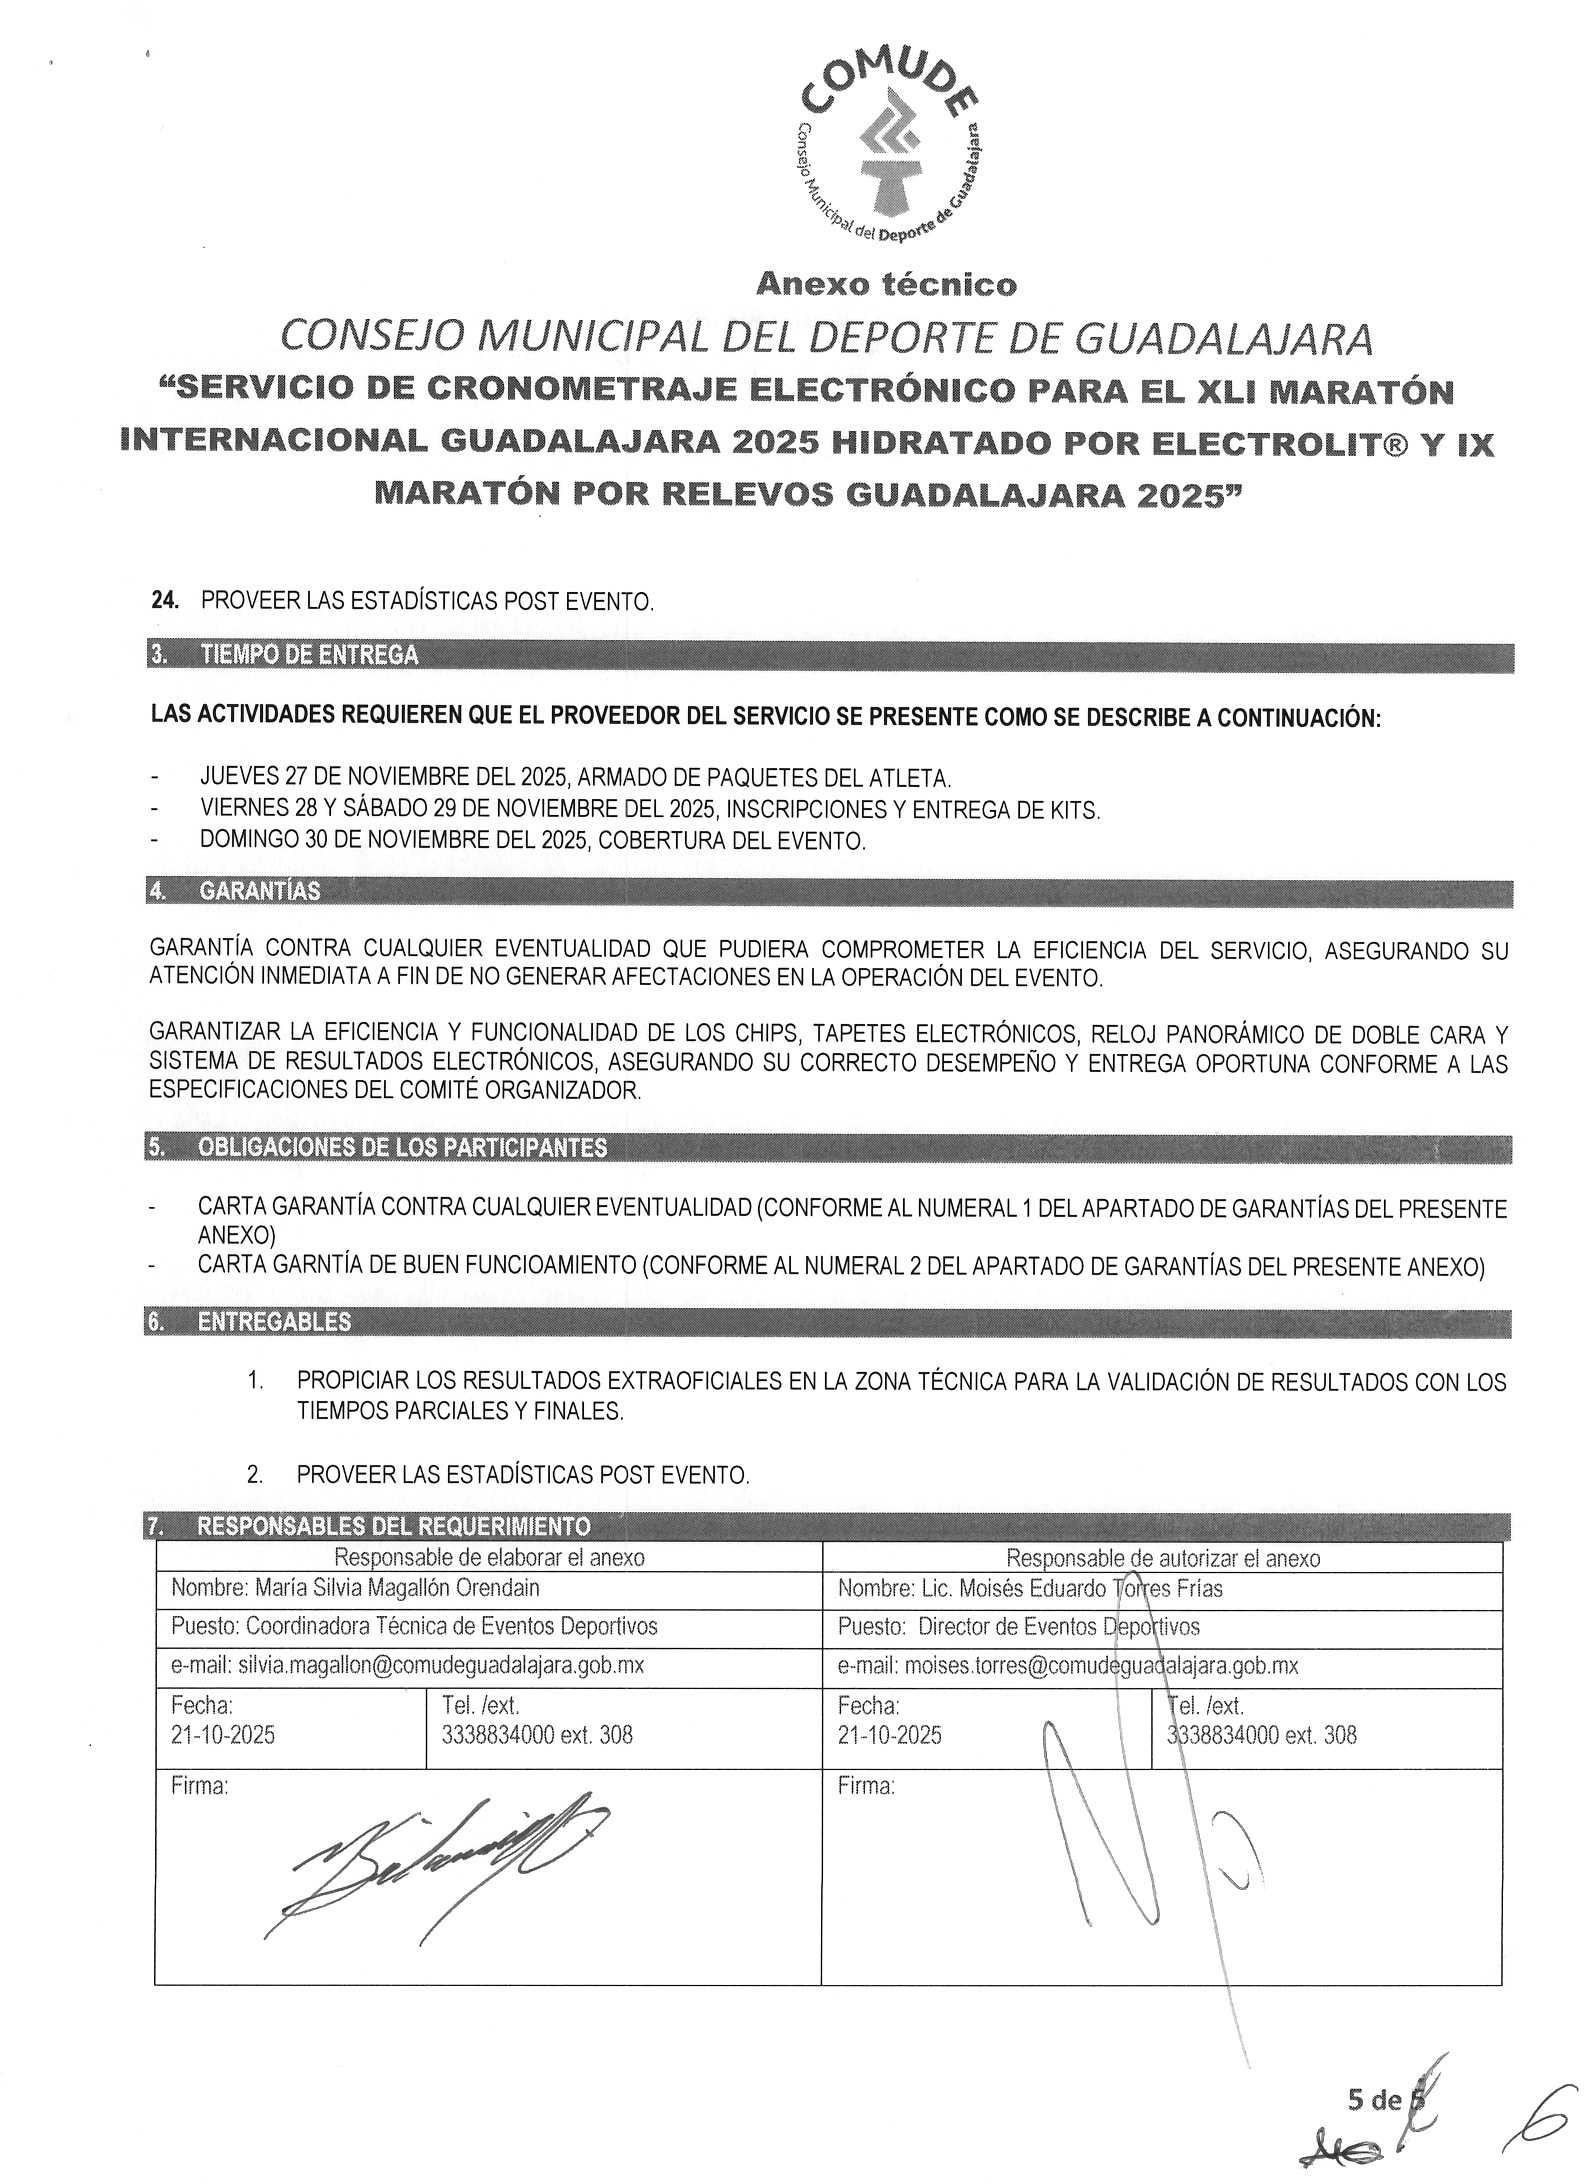 COMUDE
Consejo Municipal del Deporte de Guadalajara
Anexo técnico
CONSEJO MUNICIPAL DEL DEPORTE DE GUADALAJARA
“SERVICIO DE CRONOMETRAJE ELECTRÓNICO PARA EL XLI MARATÓN
INTERNACIONAL GUADALAJARA 2025 HIDRATADO POR ELECTROLIT® Y IX
MARATÓN POR RELEVOS GUADALAJARA 2025”
24. PROVEER LAS ESTADÍSTICAS POST EVENTO.
3. TIEMPO DE ENTREGA
LAS ACTIVIDADES REQUIEREN QUE EL PROVEEDOR DEL SERVICIO SE PRESENTE COMO SE DESCRIBE A CONTINUACIÓN:
- JUEVES 27 DE NOVIEMBRE DEL 2025, ARMADO DE PAQUETES DEL ATLETA.
- VIERNES 28 Y SÁBADO 29 DE NOVIEMBRE DEL 2025, INSCRIPCIONES Y ENTREGA DE KITS.
- DOMINGO 30 DE NOVIEMBRE DEL 2025, COBERTURA DEL EVENTO.
4. GARANTÍAS
GARANTÍA CONTRA CUALQUIER EVENTUALIDAD QUE PUDIERA COMPROMETER LA EFICIENCIA DEL SERVICIO, ASEGURANDO SU
ATENCIÓN INMEDIATA A FIN DE NO GENERAR AFECTACIONES EN LA OPERACIÓN DEL EVENTO.
GARANTIZAR LA EFICIENCIA Y FUNCIONALIDAD DE LOS CHIPS, TAPETES ELECTRÓNICOS, RELOJ PANORÁMICO DE DOBLE CARA Y
SISTEMA DE RESULTADOS ELECTRÓNICOS, ASEGURANDO SU CORRECTO DESEMPEÑO Y ENTREGA OPORTUNA CONFORME A LAS
ESPECIFICACIONES DEL COMITÉ ORGANIZADOR.
5. OBLIGACIONES DE LOS PARTICIPANTES
- CARTA GARANTÍA CONTRA CUALQUIER EVENTUALIDAD (CONFORME AL NUMERAL 1 DEL APARTADO DE GARANTÍAS DEL PRESENTE
ANEXO)
- CARTA GARNTÍA DE BUEN FUNCIOAMIENTO (CONFORME AL NUMERAL 2 DEL APARTADO DE GARANTÍAS DEL PRESENTE ANEXO)
6. ENTREGABLES
1. PROPICIAR LOS RESULTADOS EXTRAOFICIALES EN LA ZONA TÉCNICA PARA LA VALIDACIÓN DE RESULTADOS CON LOS
TIEMPOS PARCIALES Y FINALES.
2. PROVEER LAS ESTADÍSTICAS POST EVENTO.
7. RESPONSABLES DEL REQUERIMIENTO
Responsable de elaborar el anexo Responsable de autorizar el anexo
Nombre: María Silvia Magallón Orendain Nombre: Lic. Moisés Eduardo Torres Frías
Puesto: Coordinadora Técnica de Eventos Deportivos Puesto: Director de Eventos Deportivos
e-mail: silvia.magallon@comudeguadalajara.gob.mx e-mail: moises.torres@comudeguadalajara.gob.mx
Fecha: Tel. /ext. Fecha: Tel. /ext.
21-10-2025 3338834000 ext. 308 21-10-2025 3338834000 ext. 308
Firma: Firma:
5 de 5
6